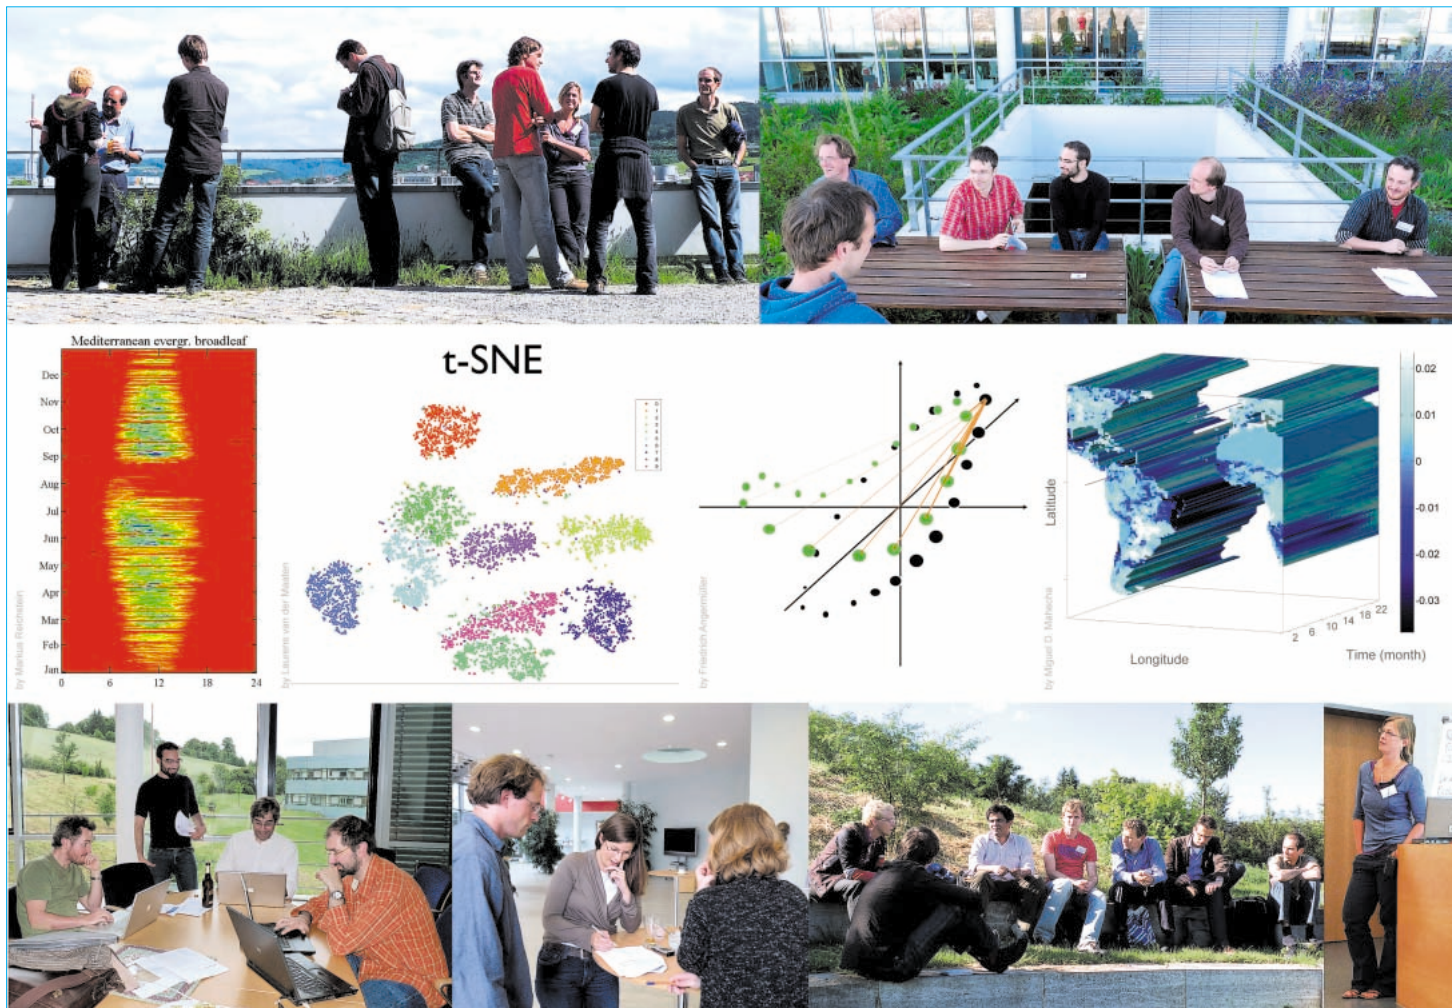 Mediterranean evergr. broadleaf
Dec
Nov
Oct
Sep
Aug
Jul
Jun
May
Apr
Mar
Feb
Jan
0
6
12
18
24
by Markus Reichstein
t-SNE
by Laurens van der Maaten
by Friedrich Angermüller
Latitude
Longitude
2 6 10 14 18 22
Time (month)
0.02
0.01
0
-0.01
-0.02
-0.03
by Miguel D. Mahecha